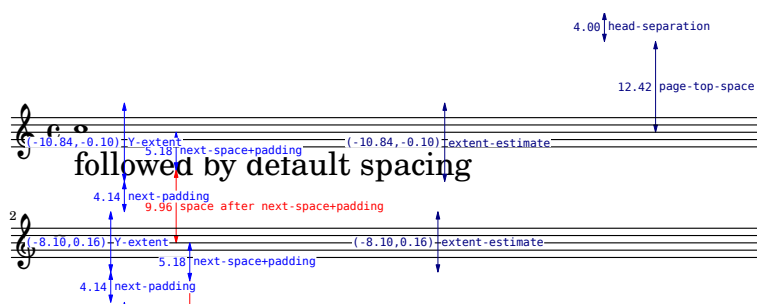 4.00 head-separation
12.42 page-top-space
(-10.84,-0.10) Y-extent (-10.84,-0.10) extent-estimate
5.18 next-space+padding
followed by default spacing
4.14 next-padding
9.96 space after next-space+padding
2
(-8.10,0.16) Y-extent (-8.10,0.16) extent-estimate
5.18 next-space+padding
4.14 next-padding